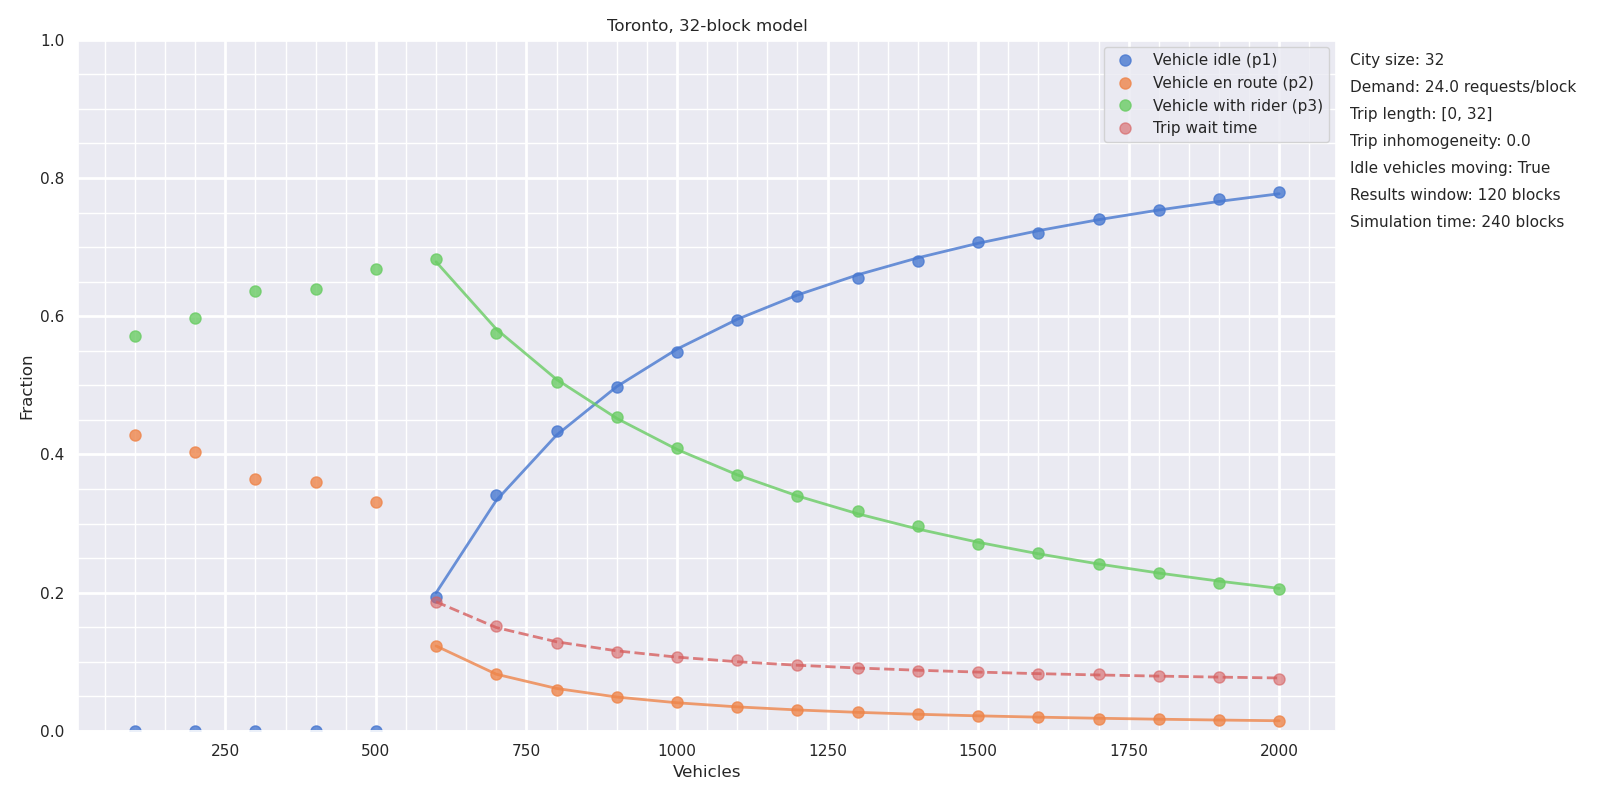 Toronto, 32-block model
1.0
0.8
0.6
0.4
0.2
0.0
Fraction
250
500
750
1000
1250
1500
1750
2000
Vehicles
Vehicle idle (p1)
Vehicle en route (p2)
Vehicle with rider (p3)
Trip wait time
City size: 32
Demand: 24.0 requests/block
Trip length: [0, 32]
Trip inhomogeneity: 0.0
Idle vehicles moving: True
Results window: 120 blocks
Simulation time: 240 blocks